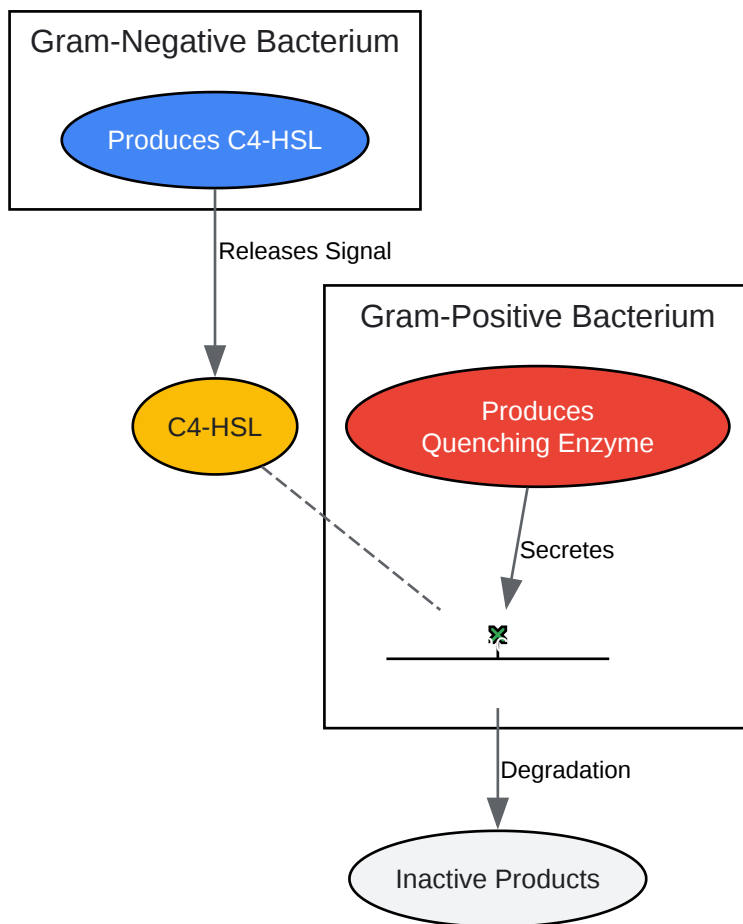 Gram-Negative Bacterium
Produces C4-HSL
Releases Signal
Gram-Positive Bacterium
C4-HSL
Produces
Quenching Enzyme
Secretes
Degradation
Inactive Products